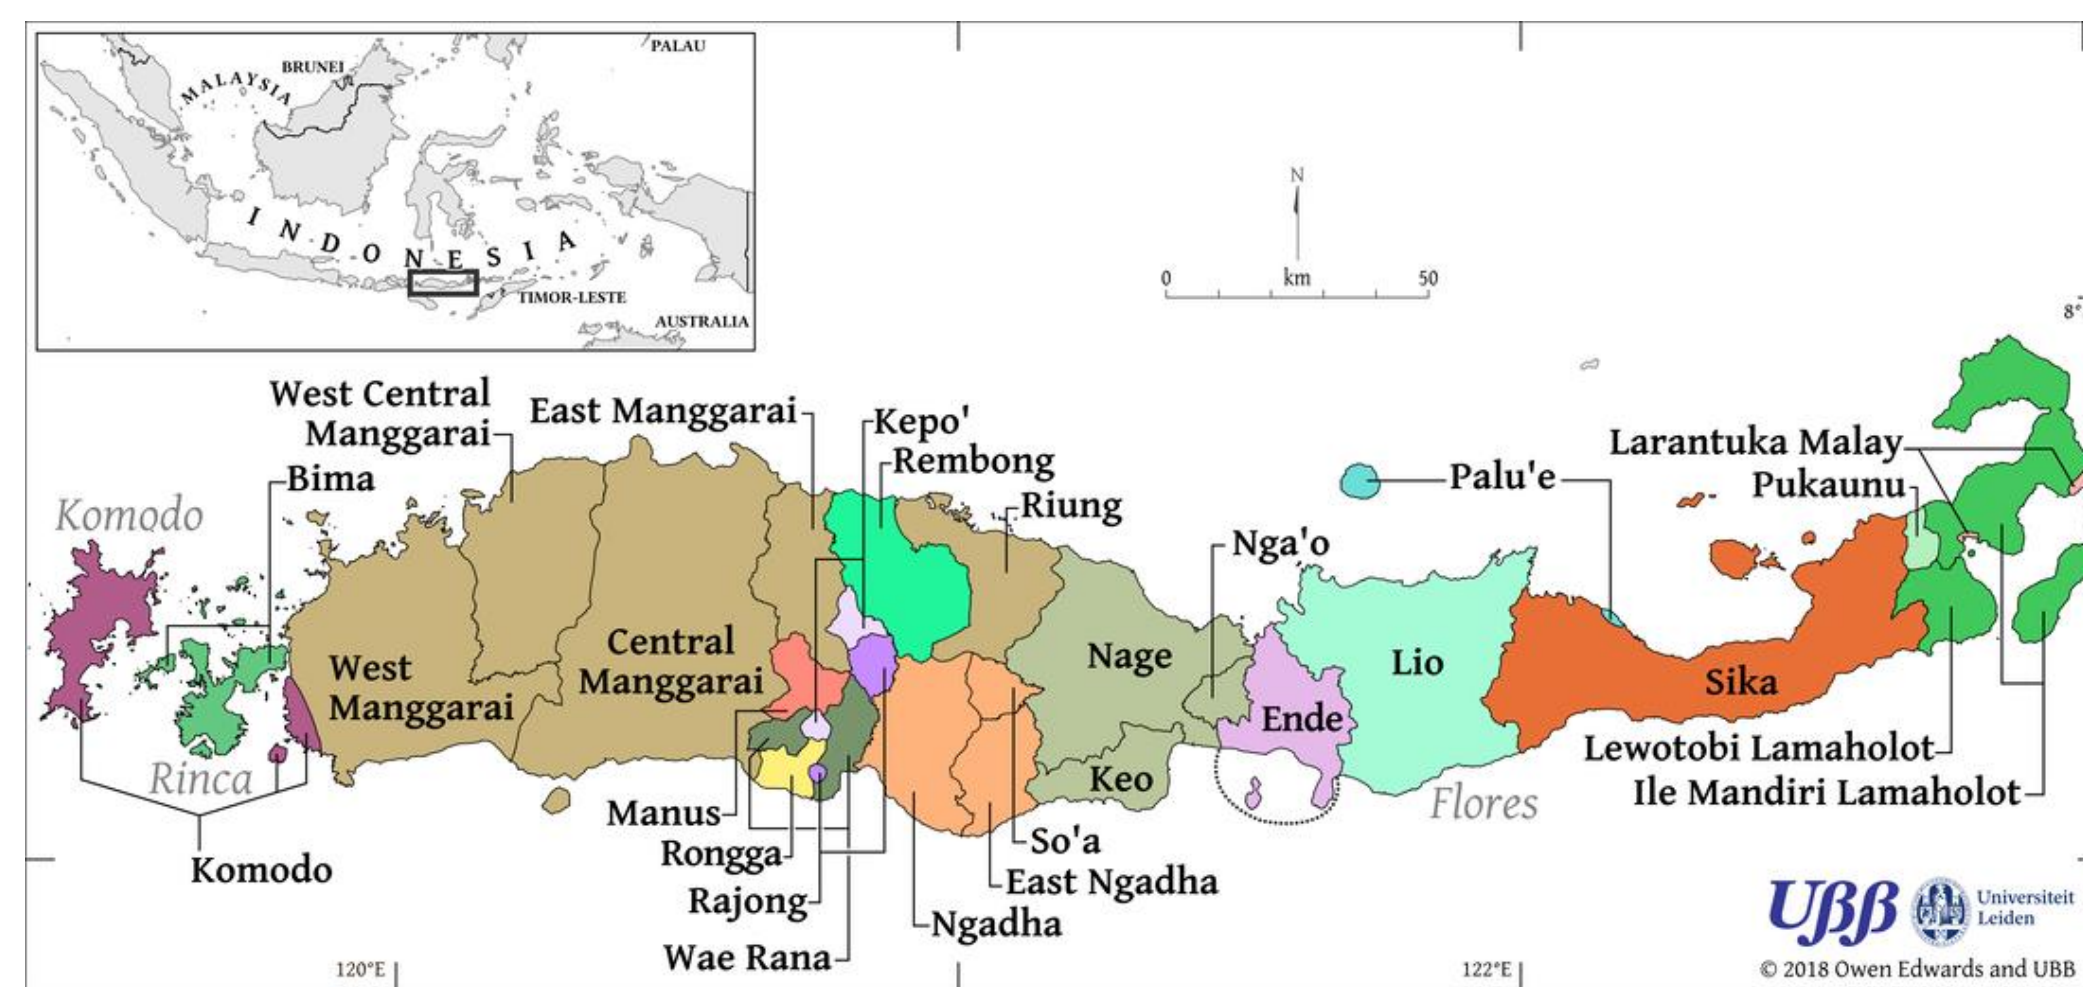 PALAU
BRUNEI
MALAYSIA
INDONESIA
TIMOR-LESTE
AUSTRALIA
N
0 km 50
8°
West Central
Manggarai
East Manggarai
Kepo'
Rembong
Riung
Bima
Komodo
Larantuka Malay
Pukaunu
Palu'e
Nga'o
West
Manggarai
Central
Manggarai
Nage
Lio
Sika
Ende
Keo
Rinca
Flores
Lewotobi Lamaholot
Ile Mandiri Lamaholot
Manus
Rongga
Rajong
Wae Rana
So'a
East Ngadha
Ngadha
Komodo
120°E
122°E
UBB
Universiteit
Leiden
© 2018 Owen Edwards and UBB